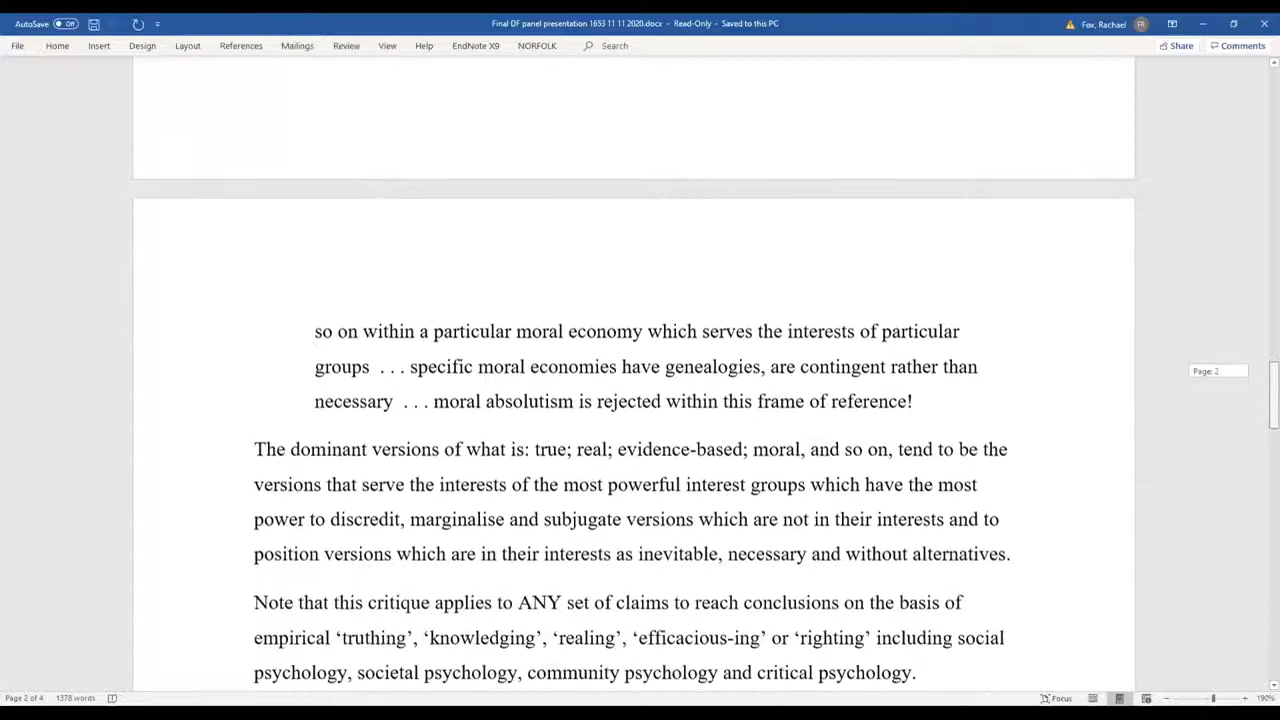 AutoSave Off Final DF panel presentation 1653 11 11 2020.docx - Read-Only - Saved to this PC Fox, Rachael FR
File Home Insert Design Layout References Mailings Review View Help EndNote X9 NORFOLK Search Share Comments
so on within a particular moral economy which serves the interests of particular
groups . . . specific moral economies have genealogies, are contingent rather than
Page: 2
necessary . . . moral absolutism is rejected within this frame of reference!
The dominant versions of what is: true; real; evidence-based; moral, and so on, tend to be the
versions that serve the interests of the most powerful interest groups which have the most
power to discredit, marginalise and subjugate versions which are not in their interests and to
position versions which are in their interests as inevitable, necessary and without alternatives.
Note that this critique applies to ANY set of claims to reach conclusions on the basis of
empirical ‘truthing’, ‘knowledging’, ‘realing’, ‘efficacious-ing’ or ‘righting’ including social
psychology, societal psychology, community psychology and critical psychology.
Page 2 of 4 1378 words Focus 190%